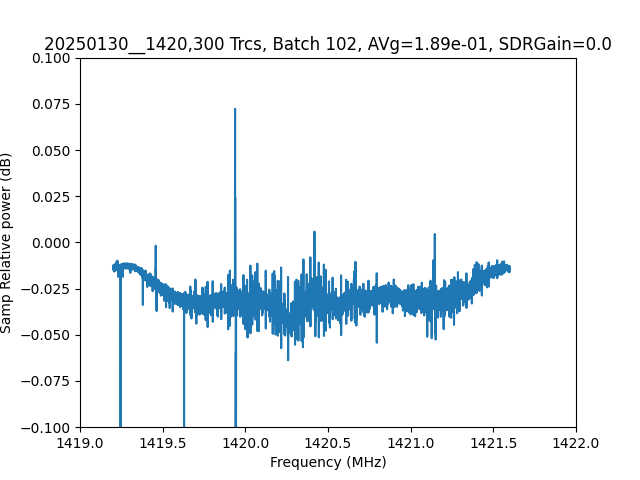 20250130__1420,300 Trcs, Batch 102, AVg=1.89e-01, SDRGain=0.0
0.100
0.075
0.050
0.025
0.000
−0.025
−0.050
−0.075
−0.100
Samp Relative power (dB)
1419.0 1419.5 1420.0 1420.5 1421.0 1421.5 1422.0
Frequency (MHz)